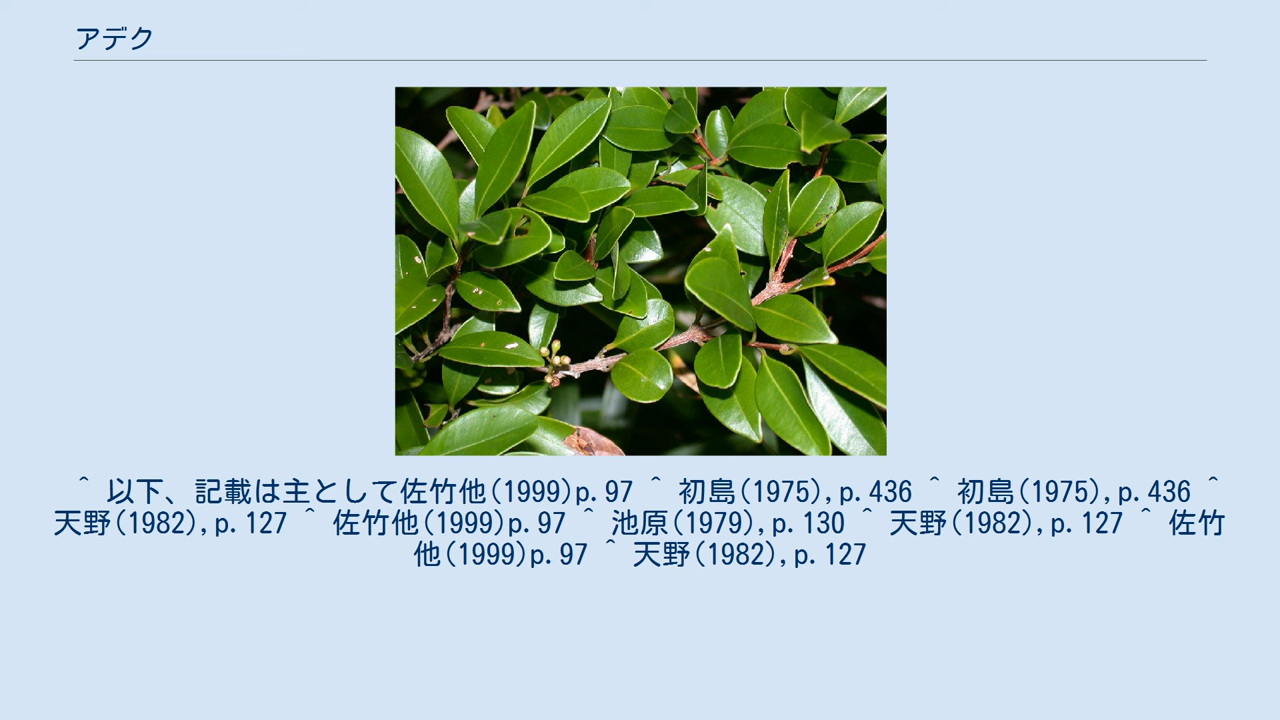 アデク
^ 以下、記載は主として佐竹他(1999)p.97 ^ 初島(1975),p.436 ^ 初島(1975),p.436 ^
天野(1982),p.127 ^ 佐竹他(1999)p.97 ^ 池原(1979),p.130 ^ 天野(1982),p.127 ^ 佐竹
他(1999)p.97 ^ 天野(1982),p.127